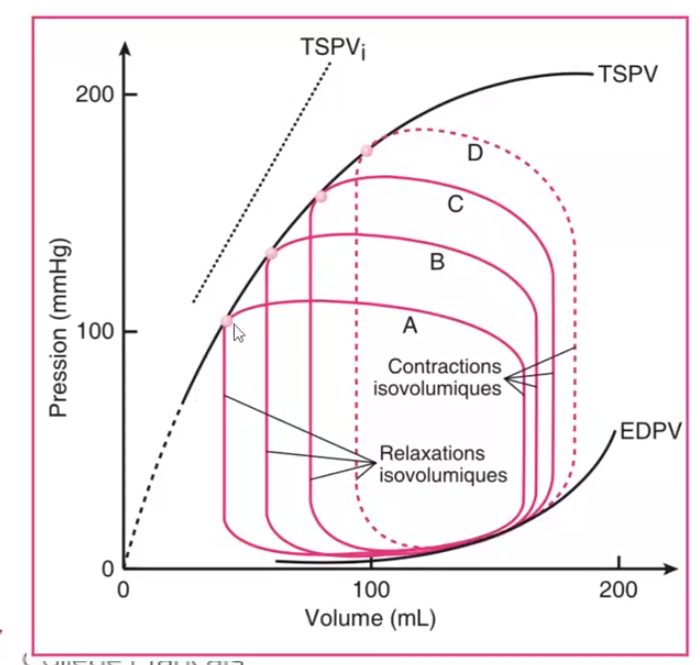 TSPVi
200
TSPV
D
C
B
A
Pression (mmHg)
100
Contractions
isovolumiques
EDPV
Relaxations
isovolumiques
0
0
100
200
Volume (mL)